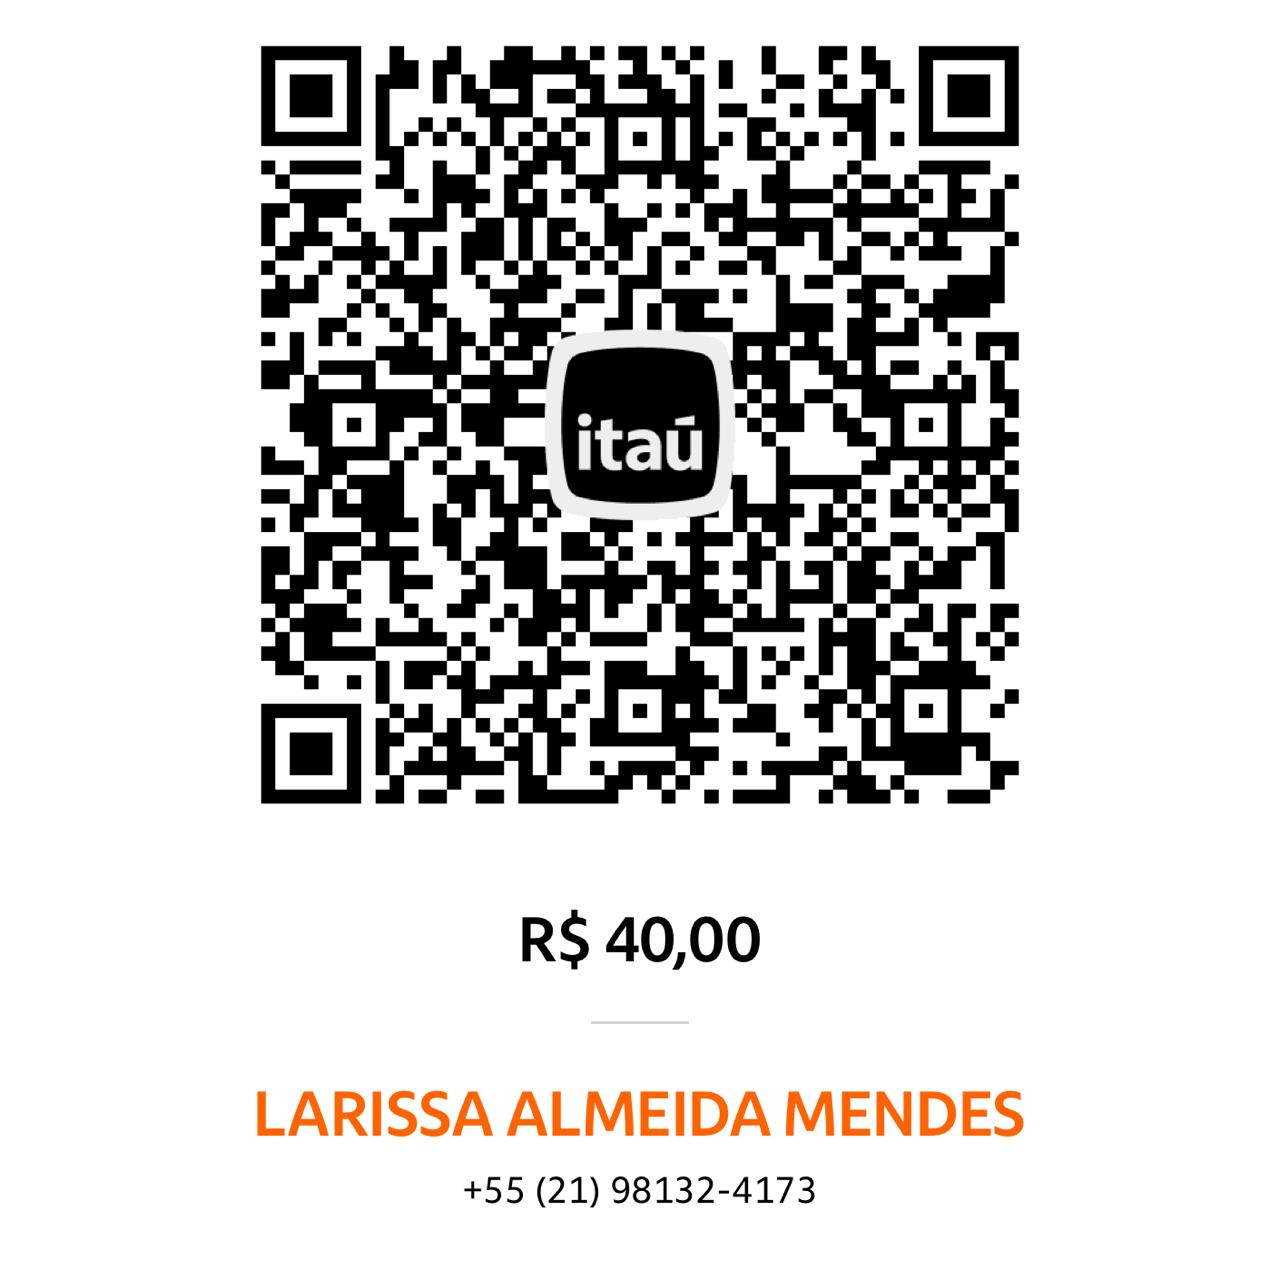 itaú
R$ 40,00
LARISSA ALMEIDA MENDES
+55 (21) 98132-4173